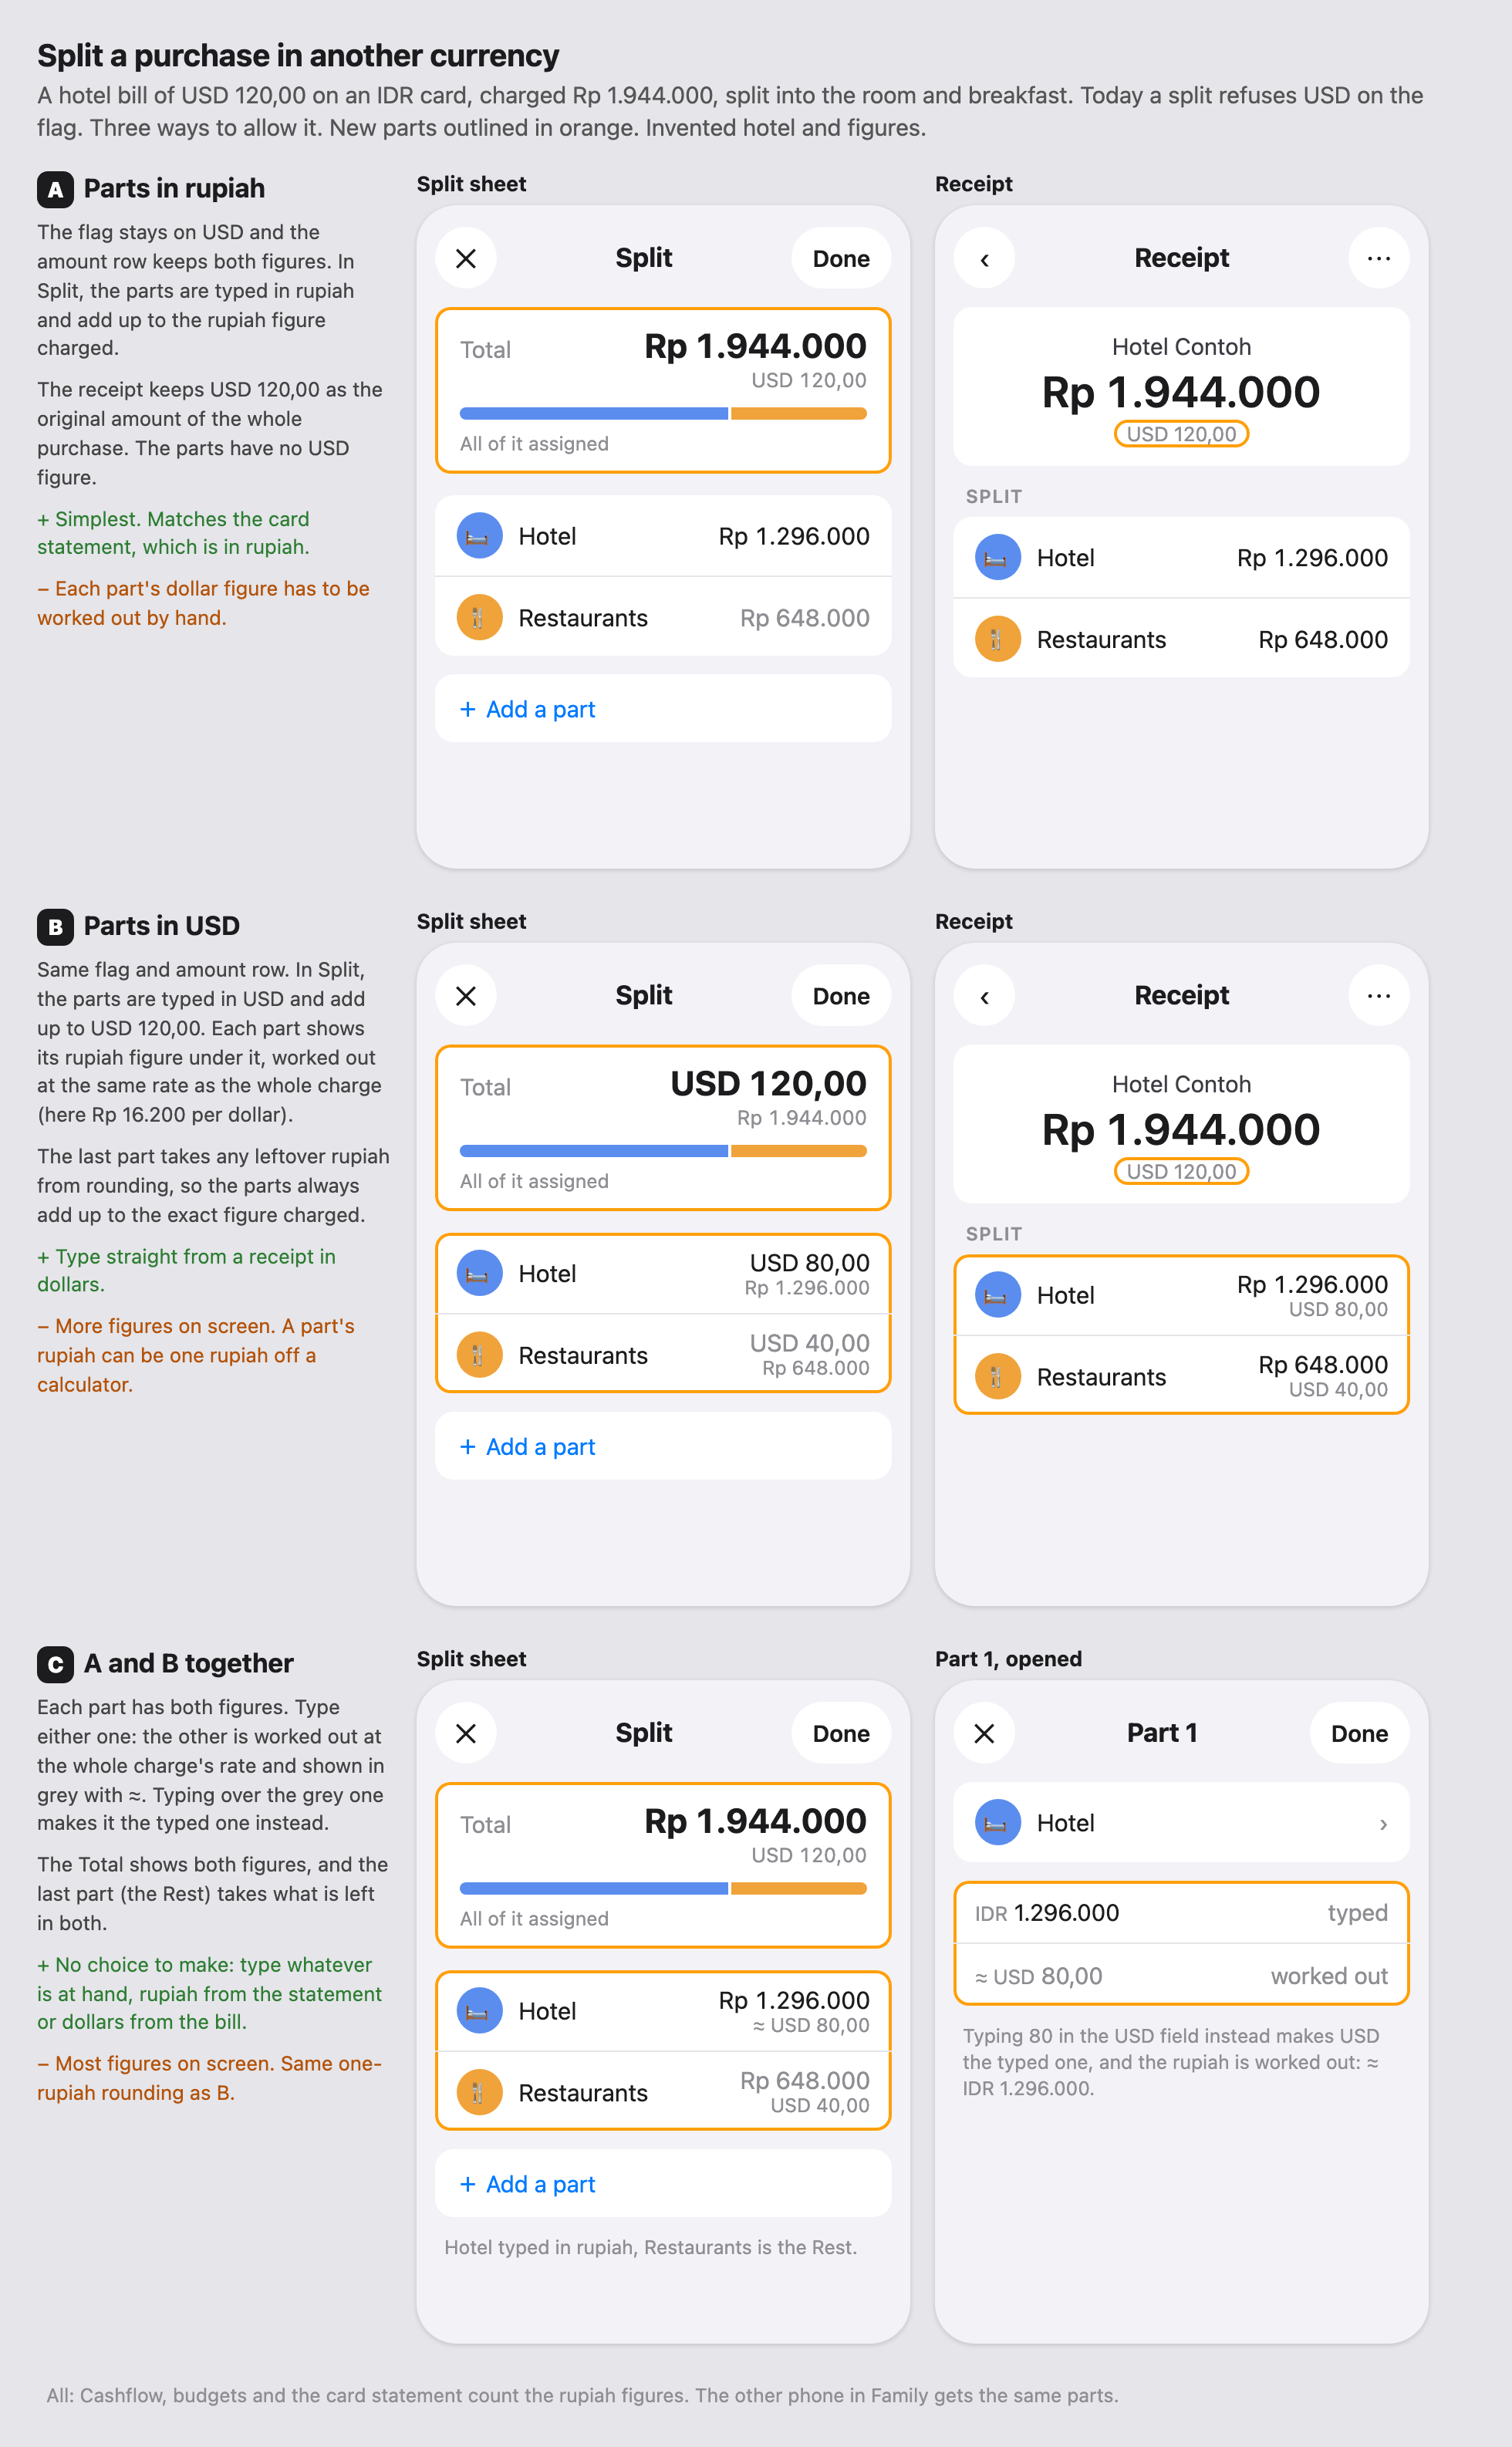 Split a purchase in another currency
A hotel bill of USD 120,00 on an IDR card, charged Rp 1.944.000, split into the room and breakfast. Today a split refuses USD on the
flag. Three ways to allow it. New parts outlined in orange. Invented hotel and figures.
A Parts in rupiah
The flag stays on USD and the
amount row keeps both figures. In
Split, the parts are typed in rupiah
and add up to the rupiah figure
charged.
The receipt keeps USD 120,00 as the
original amount of the whole
purchase. The parts have no USD
figure.
+ Simplest. Matches the card
statement, which is in rupiah.
– Each part's dollar figure has to be
worked out by hand.
Split sheet
Split
Done
Total
Rp 1.944.000
USD 120,00
All of it assigned
Hotel
Rp 1.296.000
Restaurants
Rp 648.000
+ Add a part
Receipt
Receipt
Hotel Contoh
Rp 1.944.000
USD 120,00
SPLIT
Hotel
Rp 1.296.000
Restaurants
Rp 648.000
B Parts in USD
Same flag and amount row. In Split,
the parts are typed in USD and add
up to USD 120,00. Each part shows
its rupiah figure under it, worked out
at the same rate as the whole charge
(here Rp 16.200 per dollar).
The last part takes any leftover rupiah
from rounding, so the parts always
add up to the exact figure charged.
+ Type straight from a receipt in
dollars.
– More figures on screen. A part's
rupiah can be one rupiah off a
calculator.
Split sheet
Split
Done
Total
USD 120,00
Rp 1.944.000
All of it assigned
Hotel
USD 80,00
Rp 1.296.000
Restaurants
USD 40,00
Rp 648.000
+ Add a part
Receipt
Receipt
Hotel Contoh
Rp 1.944.000
USD 120,00
SPLIT
Hotel
Rp 1.296.000
USD 80,00
Restaurants
Rp 648.000
USD 40,00
C A and B together
Each part has both figures. Type
either one: the other is worked out at
the whole charge's rate and shown in
grey with ≈. Typing over the grey one
makes it the typed one instead.
The Total shows both figures, and the
last part (the Rest) takes what is left
in both.
+ No choice to make: type whatever
is at hand, rupiah from the statement
or dollars from the bill.
– Most figures on screen. Same one-
rupiah rounding as B.
Split sheet
Split
Done
Total
Rp 1.944.000
USD 120,00
All of it assigned
Hotel
Rp 1.296.000
≈ USD 80,00
Restaurants
Rp 648.000
USD 40,00
+ Add a part
Hotel typed in rupiah, Restaurants is the Rest.
Part 1, opened
Part 1
Done
Hotel
IDR 1.296.000
typed
≈ USD 80,00
worked out
Typing 80 in the USD field instead makes USD
the typed one, and the rupiah is worked out: ≈
IDR 1.296.000.
All: Cashflow, budgets and the card statement count the rupiah figures. The other phone in Family gets the same parts.